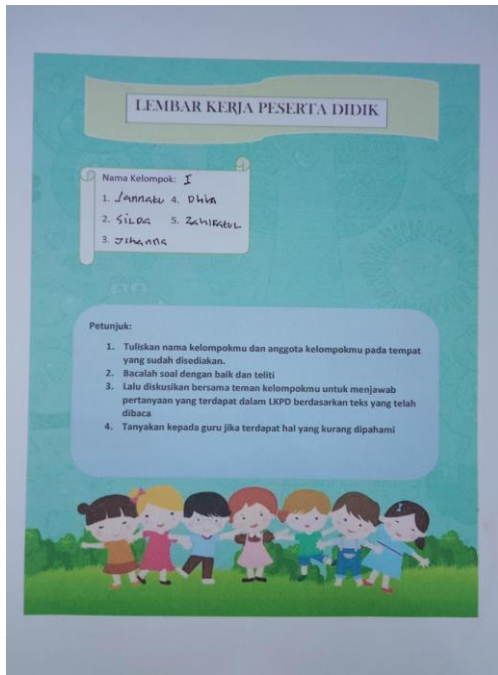 LEMBAR KERJA PESERTA DIDIK
Nama Kelompok: I
1. Jannatu 4. Dhia
2. Silda 5. Zahiratul
3. Jihanna
Petunjuk:
1. Tuliskan nama kelompokmu dan anggota kelompokmu pada tempat
yang sudah disediakan.
2. Bacalah soal dengan baik dan teliti
3. Lalu diskusikan bersama teman kelompokmu untuk menjawab
pertanyaan yang terdapat dalam LKPD berdasarkan teks yang telah
dibaca
4. Tanyakan kepada guru jika terdapat hal yang kurang dipahami